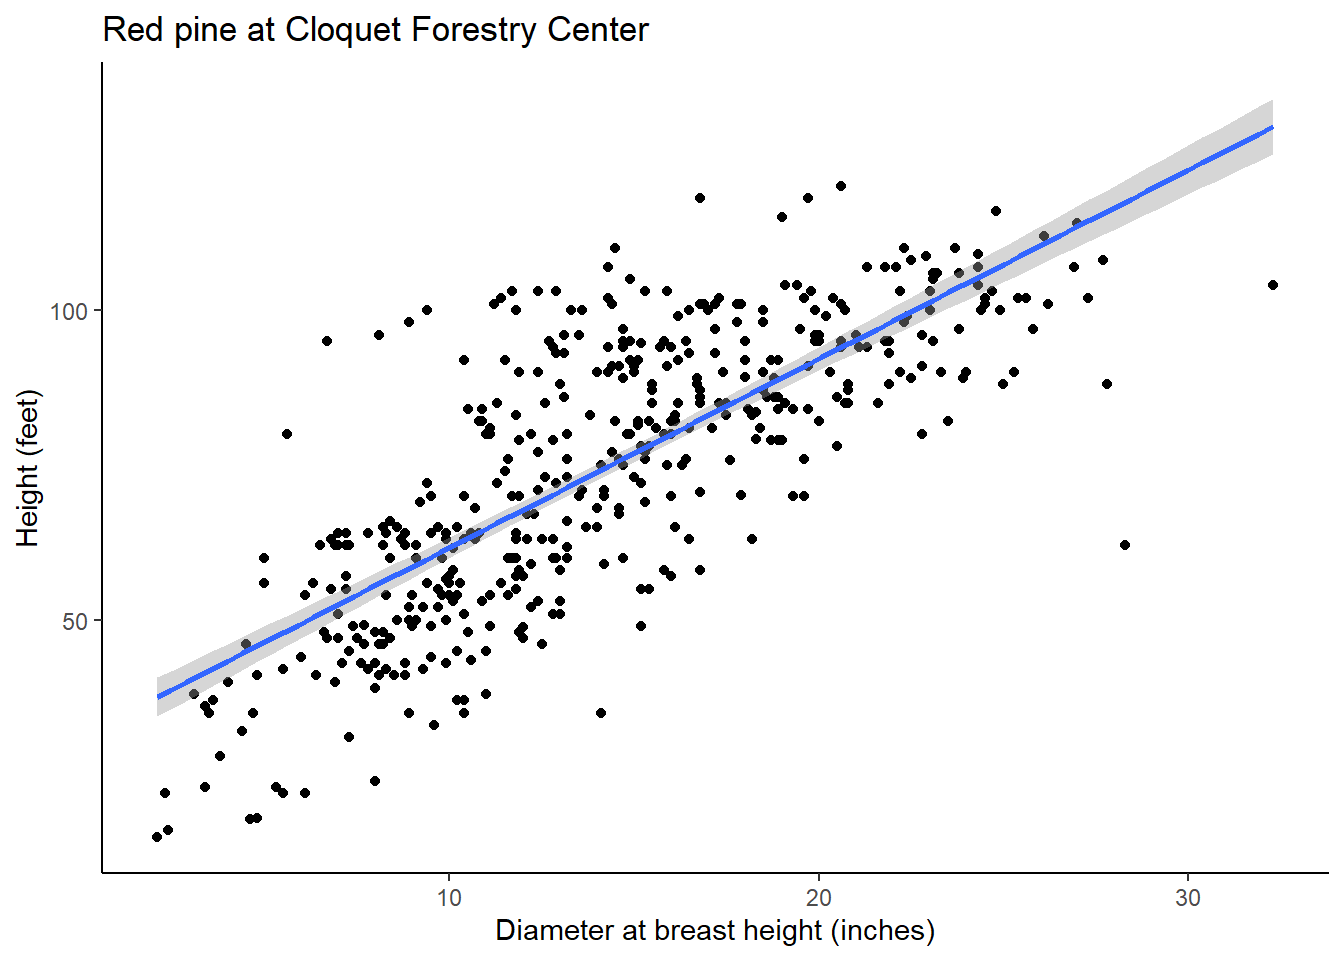 Red pine at Cloquet Forestry Center
Height (feet)
100
50
10 20 30
Diameter at breast height (inches)